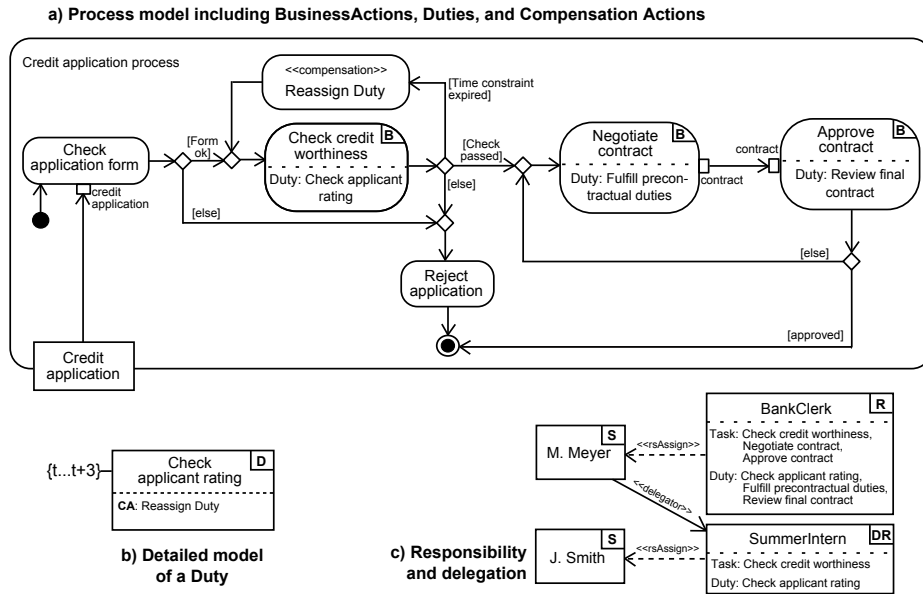 a) Process model including BusinessActions, Duties, and Compensation Actions
Credit application process
<<compensation>>
Reassign Duty
[Time constraint
expired]
Check
application form
credit
application
[Form
ok]
[else]
Check credit
worthiness
B
Duty: Check applicant
rating
[Check
passed]
[else]
Negotiate
contract
B
Duty: Fulfill precon-
tractual duties
contract
contract
Approve
contract
B
Duty: Review final
contract
[else]
Reject
application
[approved]
Credit
application
{t...t+3}
Check
applicant rating
D
CA: Reassign Duty
b) Detailed model
of a Duty
M. Meyer
S
<<rsAssign>>
BankClerk
R
Task: Check credit worthiness,
Negotiate contract,
Approve contract
Duty: Check applicant rating,
Fulfill precontractual duties,
Review final contract
<<delegator>>
c) Responsibility
and delegation
J. Smith
S
<<rsAssign>>
SummerIntern
DR
Task: Check credit worthiness
Duty: Check applicant rating